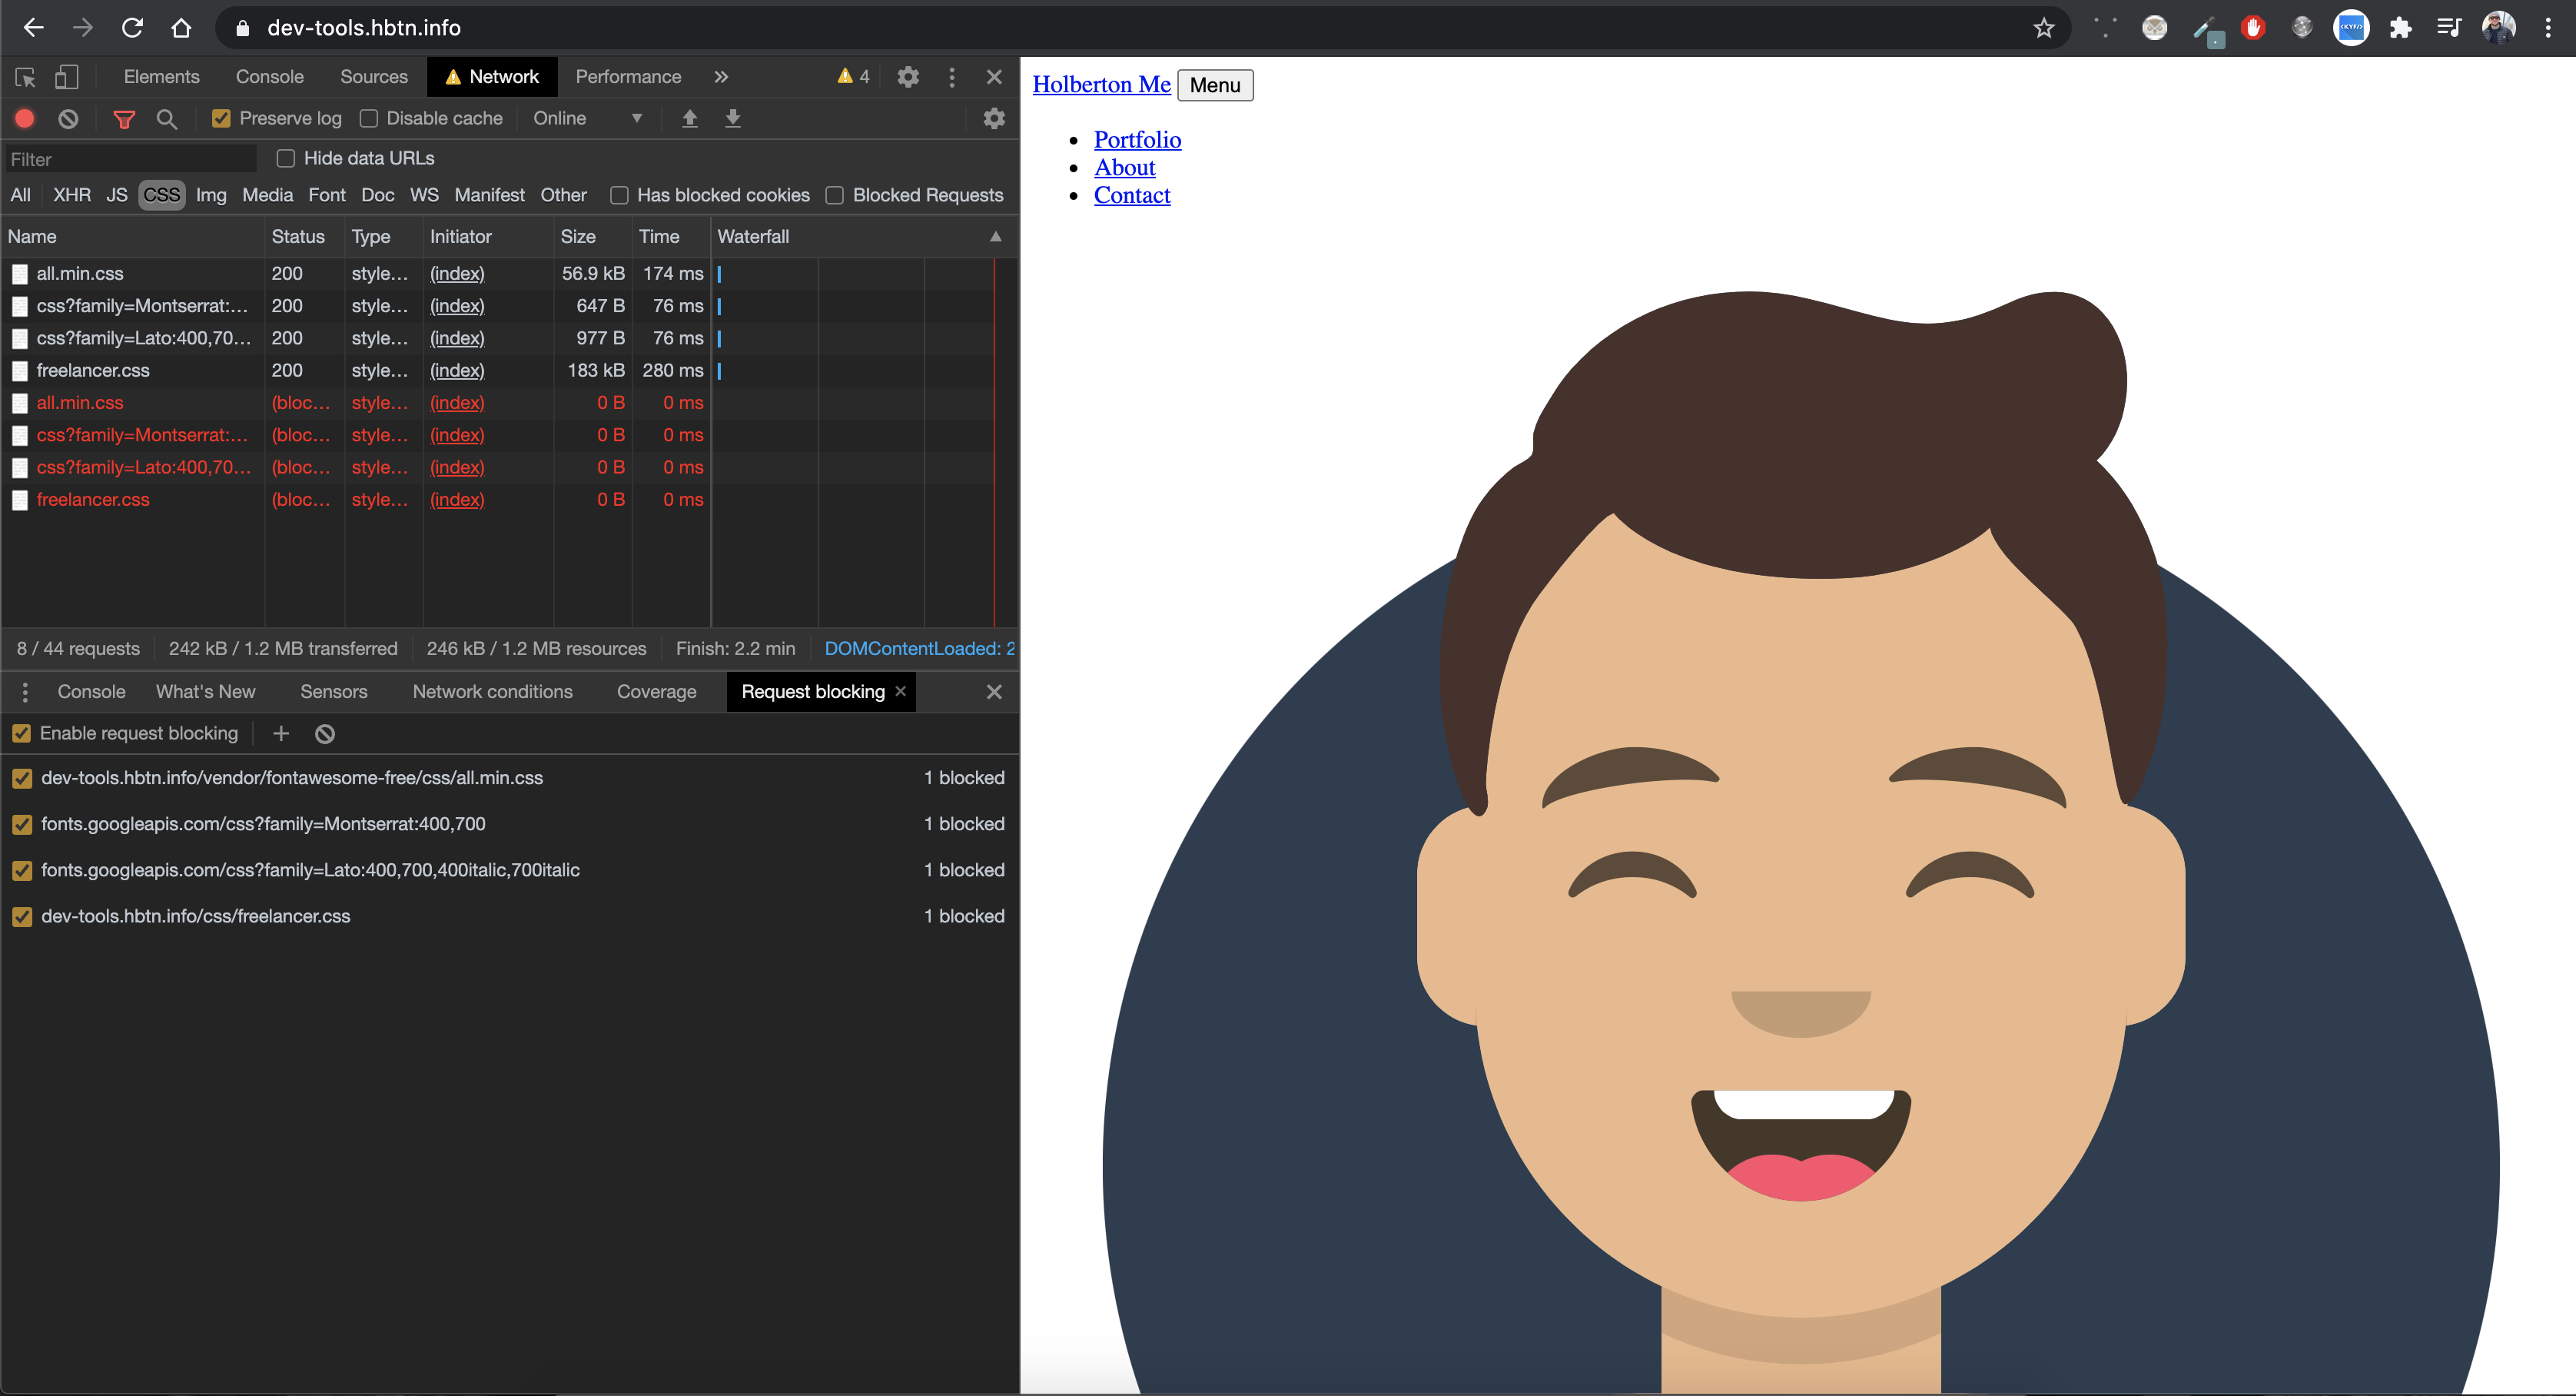 dev-tools.hbtn.info
Elements Console Sources Network Performance » 4
Preserve log Disable cache Online
Filter Hide data URLs
All XHR JS CSS Img Media Font Doc WS Manifest Other Has blocked cookies Blocked Requests
Name Status Type Initiator Size Time Waterfall
all.min.css 200 style... (index) 56.9 kB 174 ms
css?family=Montserrat:... 200 style... (index) 647 B 76 ms
css?family=Lato:400,70... 200 style... (index) 977 B 76 ms
freelancer.css 200 style... (index) 183 kB 280 ms
all.min.css (bloc... style... (index) 0 B 0 ms
css?family=Montserrat:... (bloc... style... (index) 0 B 0 ms
css?family=Lato:400,70... (bloc... style... (index) 0 B 0 ms
freelancer.css (bloc... style... (index) 0 B 0 ms
8 / 44 requests 242 kB / 1.2 MB transferred 246 kB / 1.2 MB resources Finish: 2.2 min DOMContentLoaded: 2
Console What's New Sensors Network conditions Coverage Request blocking
Enable request blocking
dev-tools.hbtn.info/vendor/fontawesome-free/css/all.min.css 1 blocked
fonts.googleapis.com/css?family=Montserrat:400,700 1 blocked
fonts.googleapis.com/css?family=Lato:400,700,400italic,700italic 1 blocked
dev-tools.hbtn.info/css/freelancer.css 1 blocked
Holberton Me Menu
Portfolio
About
Contact